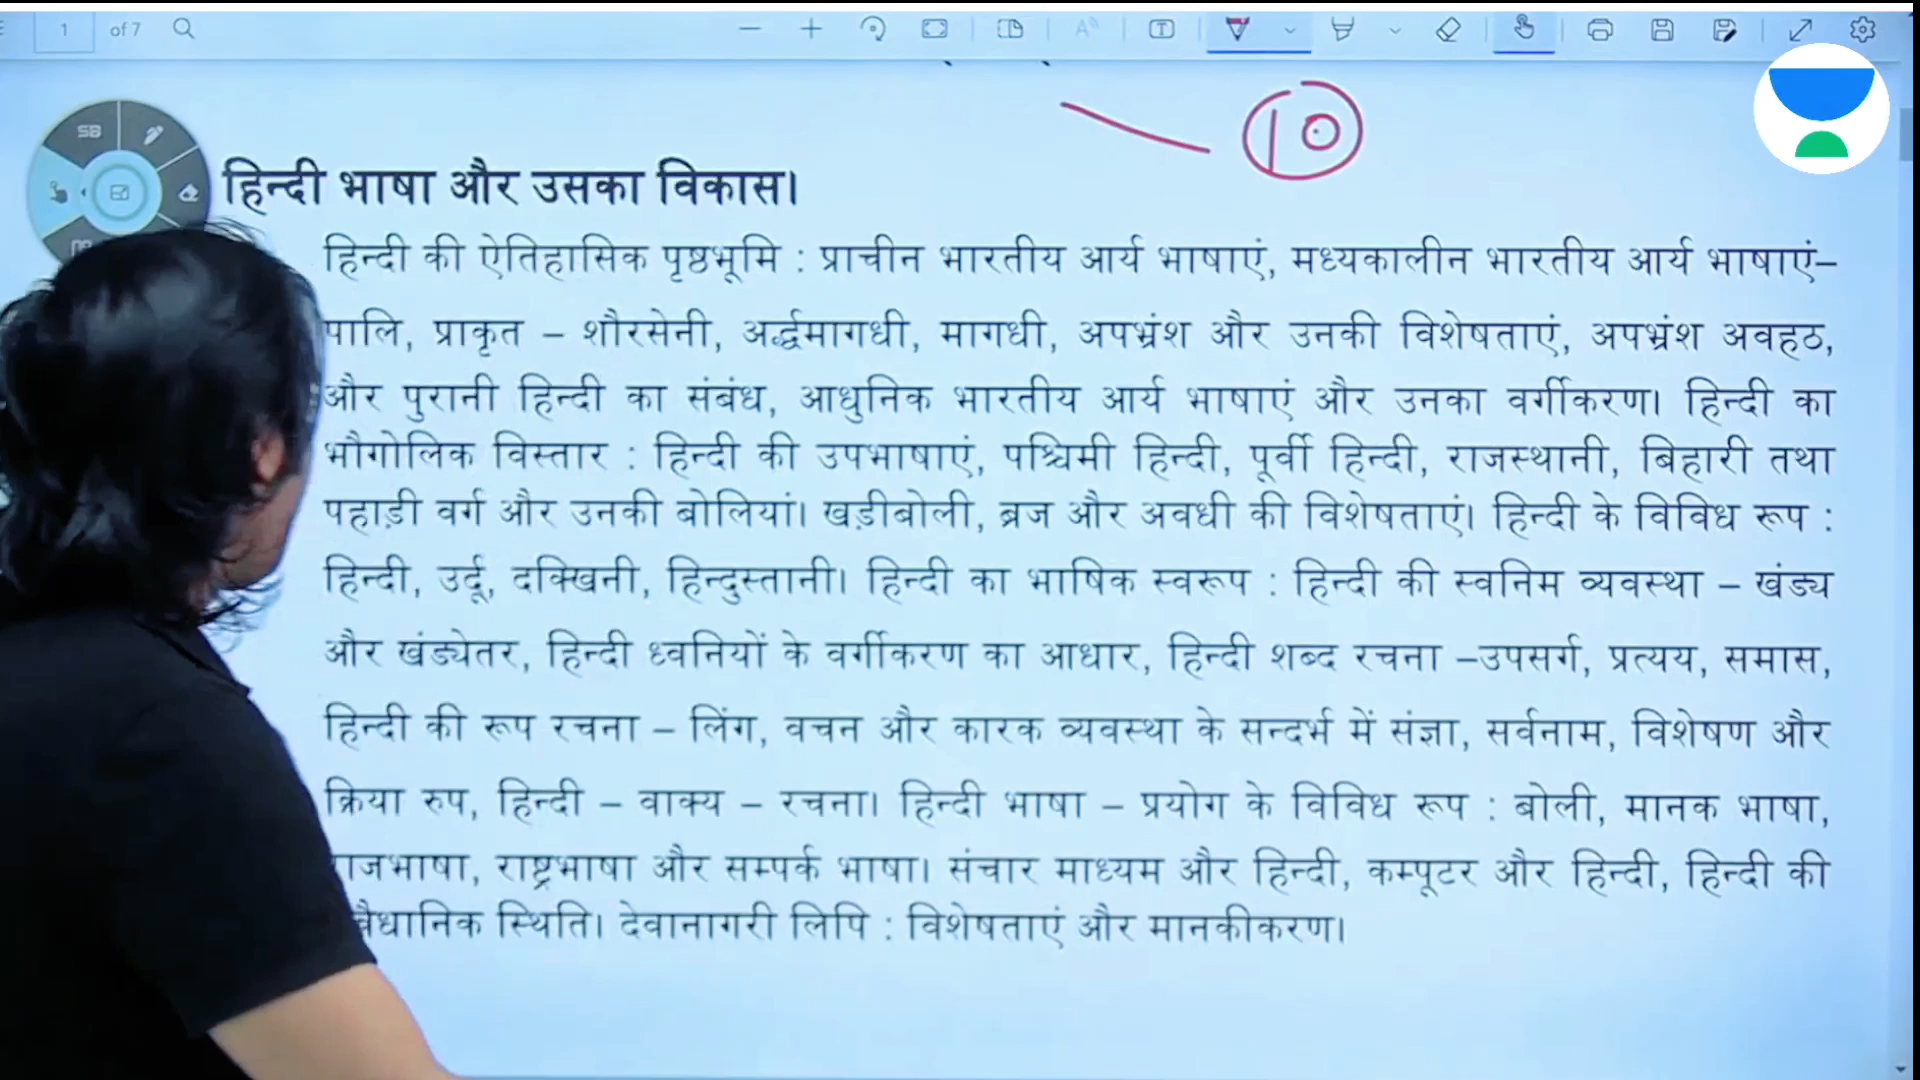 1 of 7
10
SB
हिन्दी भाषा और उसका विकास।
हिन्दी की ऐतिहासिक पृष्ठभूमि : प्राचीन भारतीय आर्य भाषाएं, मध्यकालीन भारतीय आर्य भाषाएं–
पालि, प्राकृत – शौरसेनी, अर्द्धमागधी, मागधी, अपभ्रंश और उनकी विशेषताएं, अपभ्रंश अवहठ,
और पुरानी हिन्दी का संबंध, आधुनिक भारतीय आर्य भाषाएं और उनका वर्गीकरण। हिन्दी का
भौगोलिक विस्तार : हिन्दी की उपभाषाएं, पश्चिमी हिन्दी, पूर्वी हिन्दी, राजस्थानी, बिहारी तथा
पहाड़ी वर्ग और उनकी बोलियां। खड़ीबोली, ब्रज और अवधी की विशेषताएं। हिन्दी के विविध रूप :
हिन्दी, उर्दू, दक्खिनी, हिन्दुस्तानी। हिन्दी का भाषिक स्वरूप : हिन्दी की स्वनिम व्यवस्था – खंड्य
और खंड्येतर, हिन्दी ध्वनियों के वर्गीकरण का आधार, हिन्दी शब्द रचना –उपसर्ग, प्रत्यय, समास,
हिन्दी की रूप रचना – लिंग, वचन और कारक व्यवस्था के सन्दर्भ में संज्ञा, सर्वनाम, विशेषण और
क्रिया रुप, हिन्दी – वाक्य – रचना। हिन्दी भाषा – प्रयोग के विविध रूप : बोली, मानक भाषा,
ाजभाषा, राष्ट्रभाषा और सम्पर्क भाषा। संचार माध्यम और हिन्दी, कम्पूटर और हिन्दी, हिन्दी की
वैधानिक स्थिति। देवानागरी लिपि : विशेषताएं और मानकीकरण।